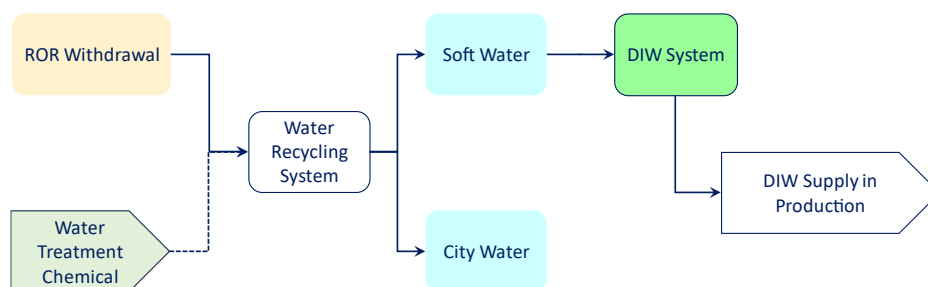 ROR Withdrawal
Soft Water
DIW System
Water
Recycling
System
DIW Supply in
Production
Water
Treatment
Chemical
City Water